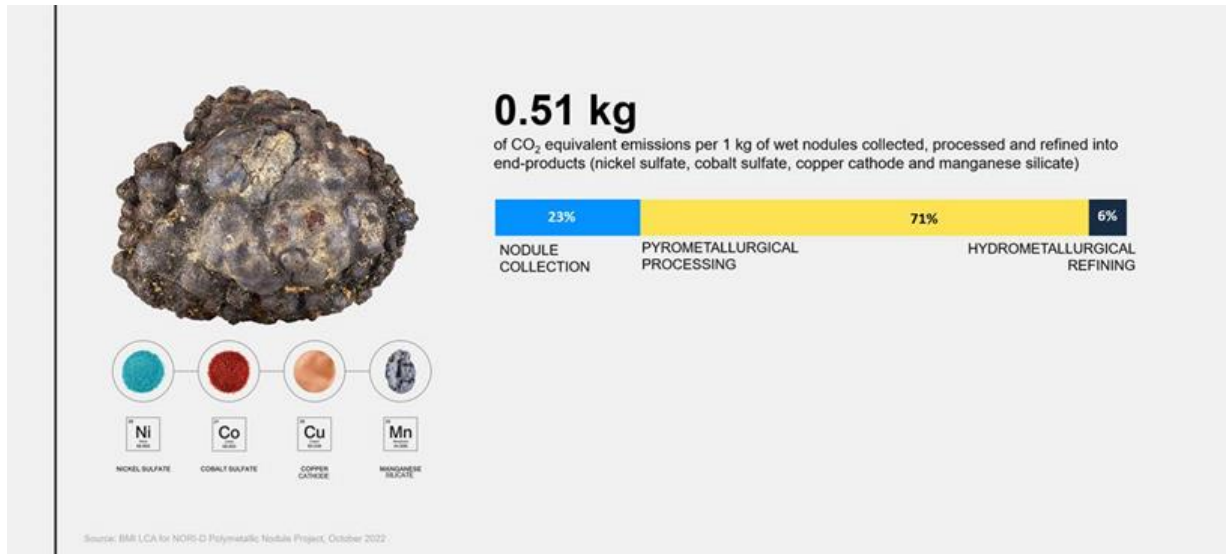 0.51 kg
of CO₂ equivalent emissions per 1 kg of wet nodules collected, processed and refined into
end-products (nickel sulfate, cobalt sulfate, copper cathode and manganese silicate)
23%
71%
6%
NODULE
COLLECTION
PYROMETALLURGICAL
PROCESSING
HYDROMETALLURGICAL
REFINING
Ni
Co
Cu
Mn
NICKEL SULFATE
COBALT SULFATE
COPPER
CATHODE
MANGANESE
SILICATE
Source: BMI LCA for NORI-D Polymetallic Nodule Project, October 2022